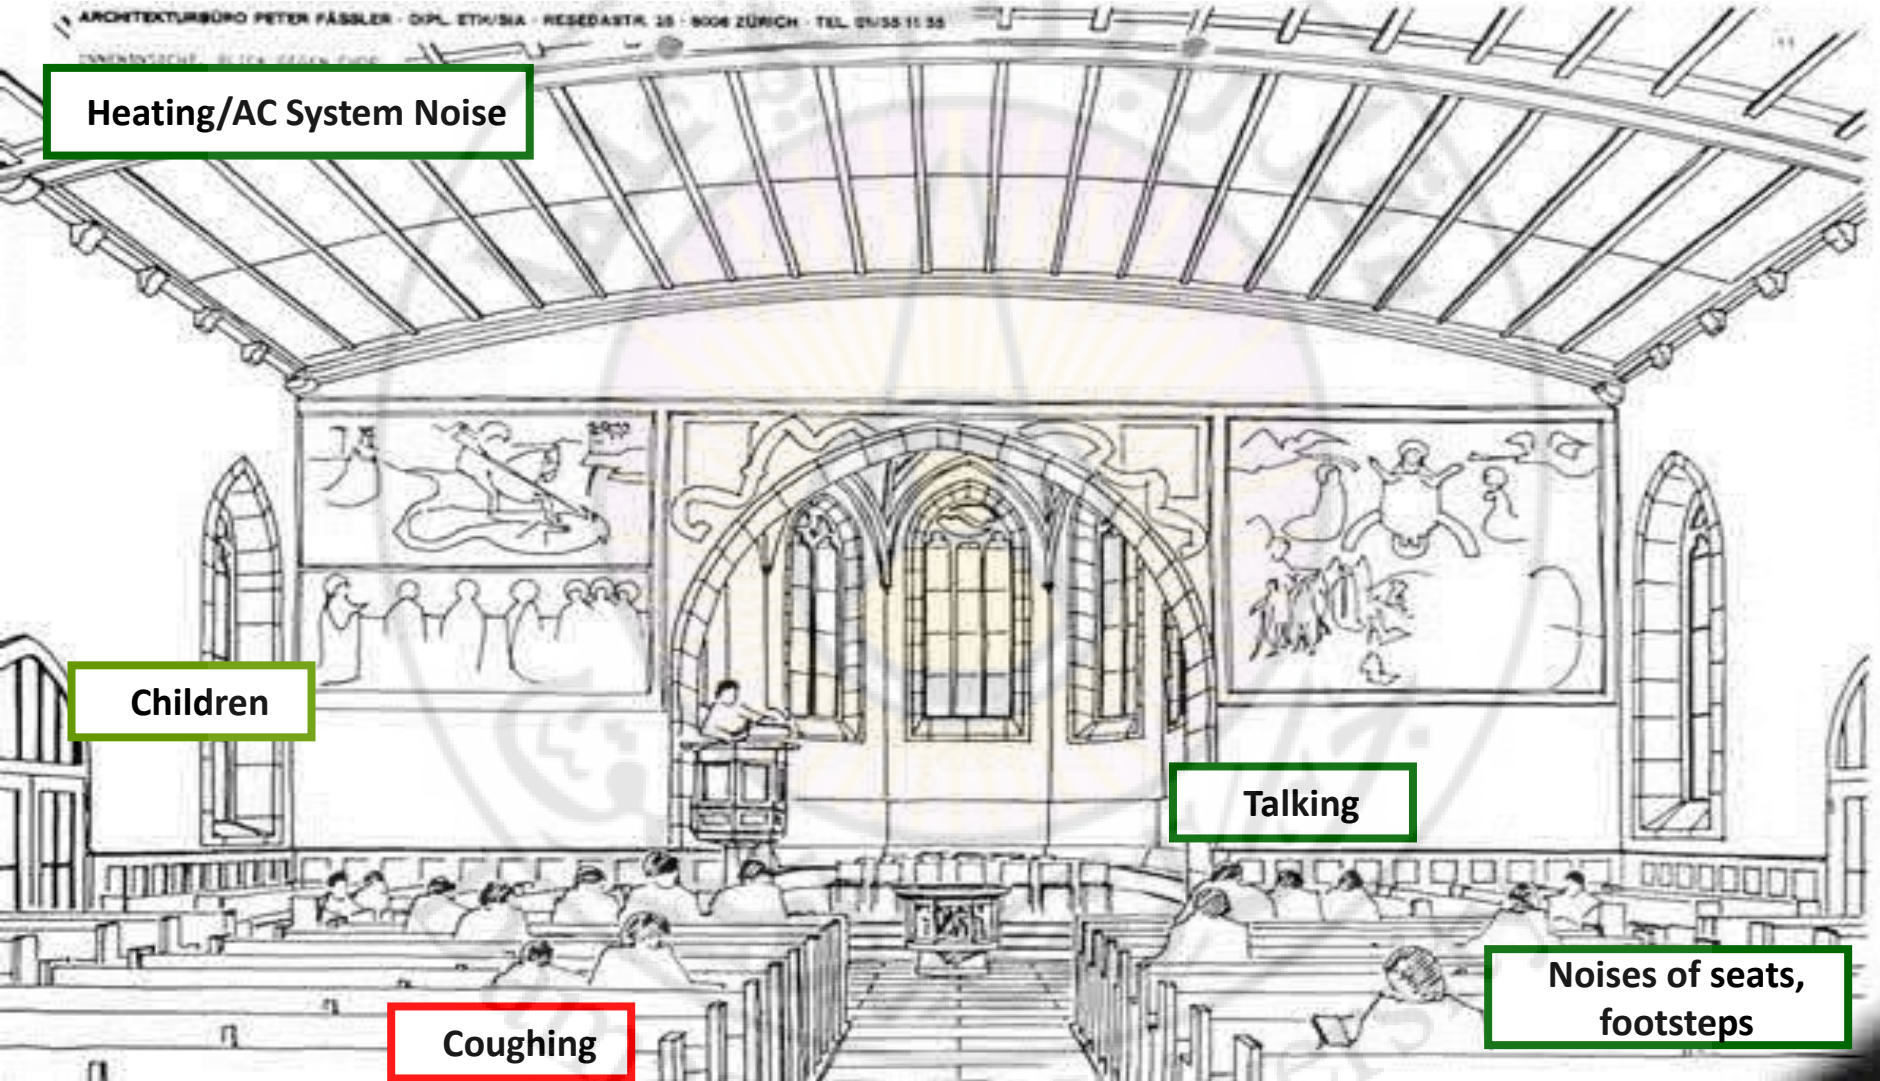 ARCHITEKTURBÜRO PETER FÄSSLER - DIPL. ETH/SIA - RESEDASTR. 25 - 8008 ZÜRICH - TEL. 01/55 11 55
Heating/AC System Noise
Children
Talking
Noises of seats,
footsteps
Coughing